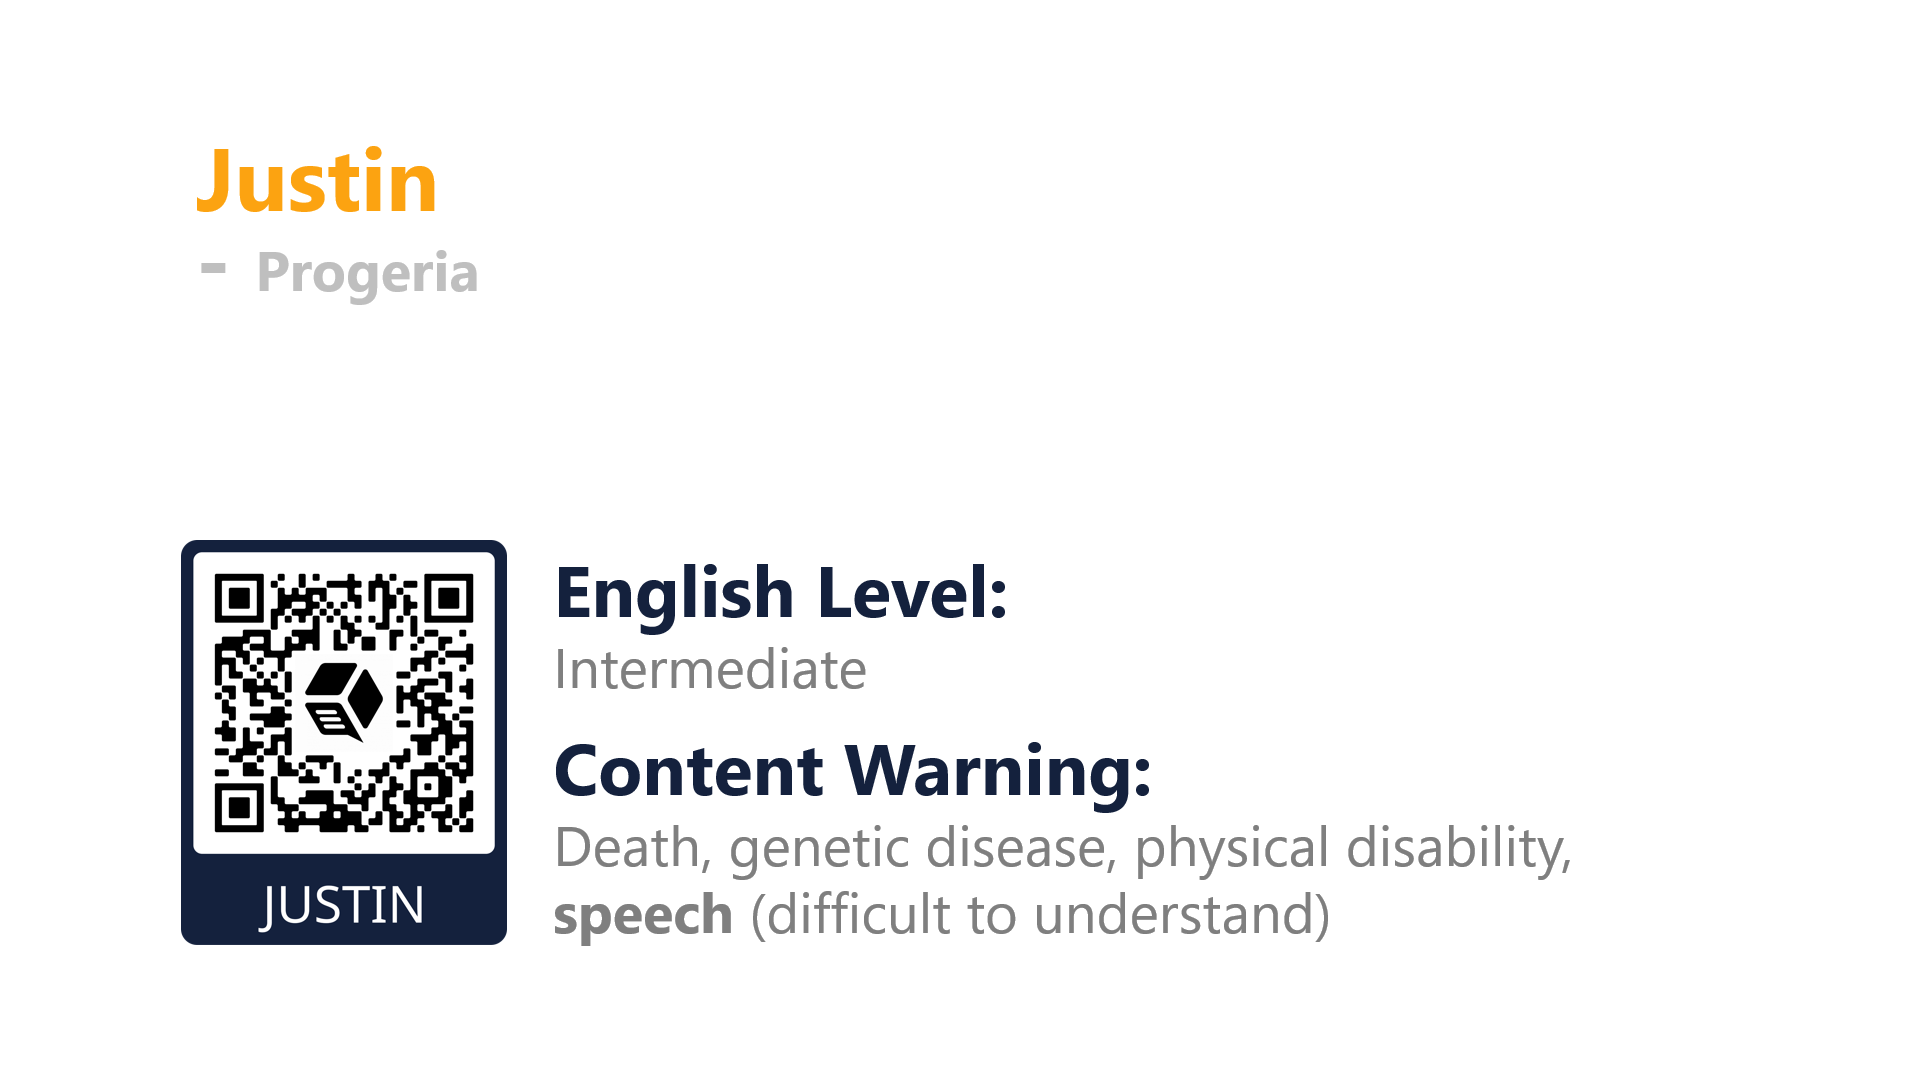 Justin
- Progeria
English Level:
Intermediate
Content Warning:
Death, genetic disease, physical disability,
speech (difficult to understand)
JUSTIN